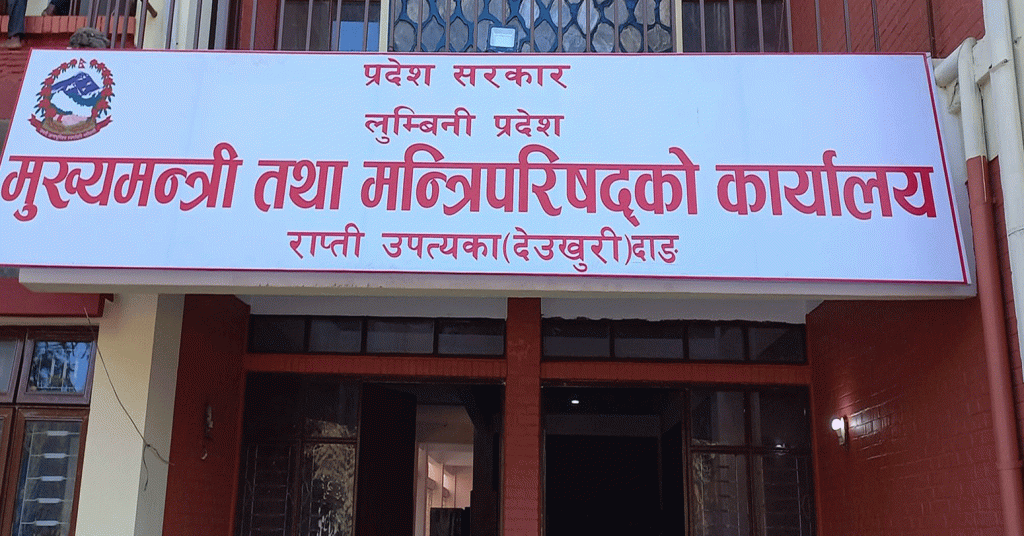 प्रदेश सरकार
लुम्बिनी प्रदेश
मुख्यमन्त्री तथा मन्त्रिपरिषद्को कार्यालय
राप्ती उपत्यका(देउखुरी)दाङ